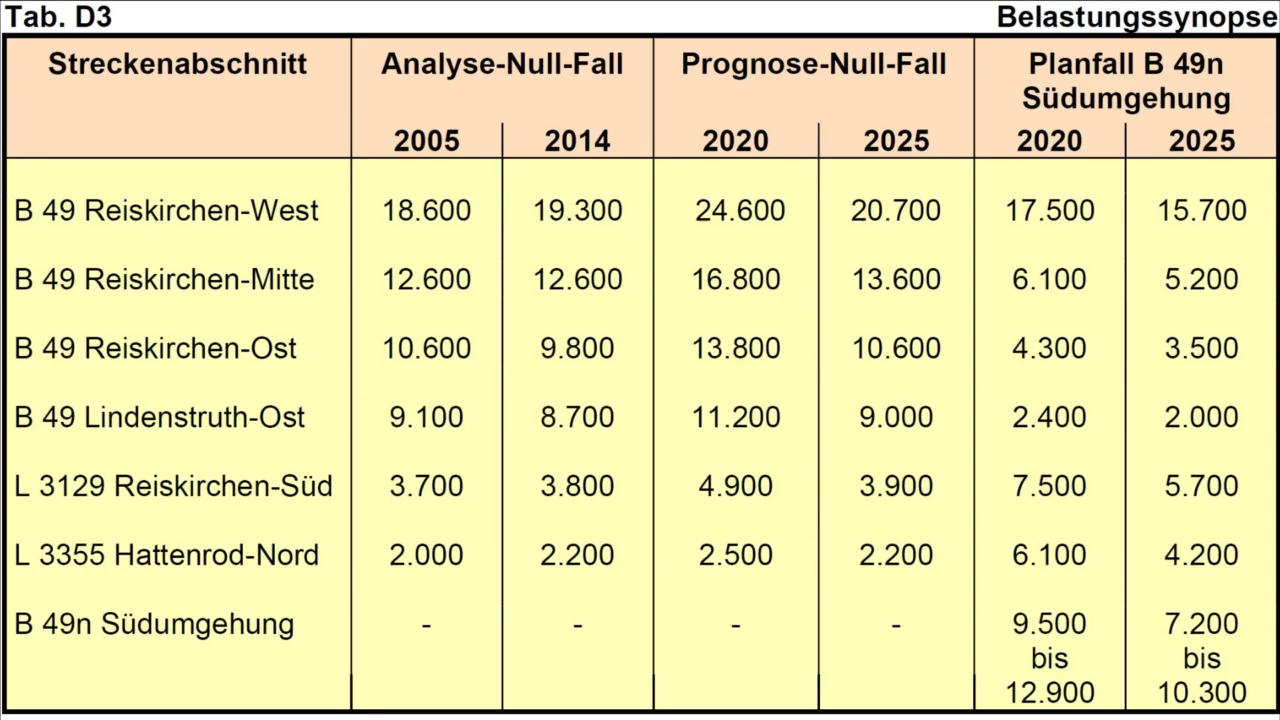 Tab. D3 Belastungssynopse
Streckenabschnitt Analyse-Null-Fall Prognose-Null-Fall Planfall B 49n
Südumgehung
2005 2014 2020 2025 2020 2025
B 49 Reiskirchen-West 18.600 19.300 24.600 20.700 17.500 15.700
B 49 Reiskirchen-Mitte 12.600 12.600 16.800 13.600 6.100 5.200
B 49 Reiskirchen-Ost 10.600 9.800 13.800 10.600 4.300 3.500
B 49 Lindenstruth-Ost 9.100 8.700 11.200 9.000 2.400 2.000
L 3129 Reiskirchen-Süd 3.700 3.800 4.900 3.900 7.500 5.700
L 3355 Hattenrod-Nord 2.000 2.200 2.500 2.200 6.100 4.200
B 49n Südumgehung - - - - 9.500 7.200
bis bis
12.900 10.300